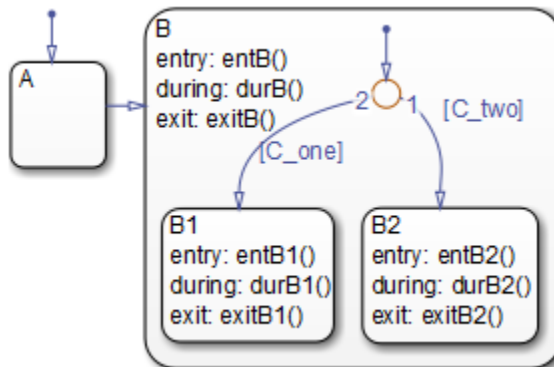 A
B
entry: entB()
during: durB()
exit: exitB()
2
1
[C_two]
[C_one]
B1
entry: entB1()
during: durB1()
exit: exitB1()
B2
entry: entB2()
during: durB2()
exit: exitB2()